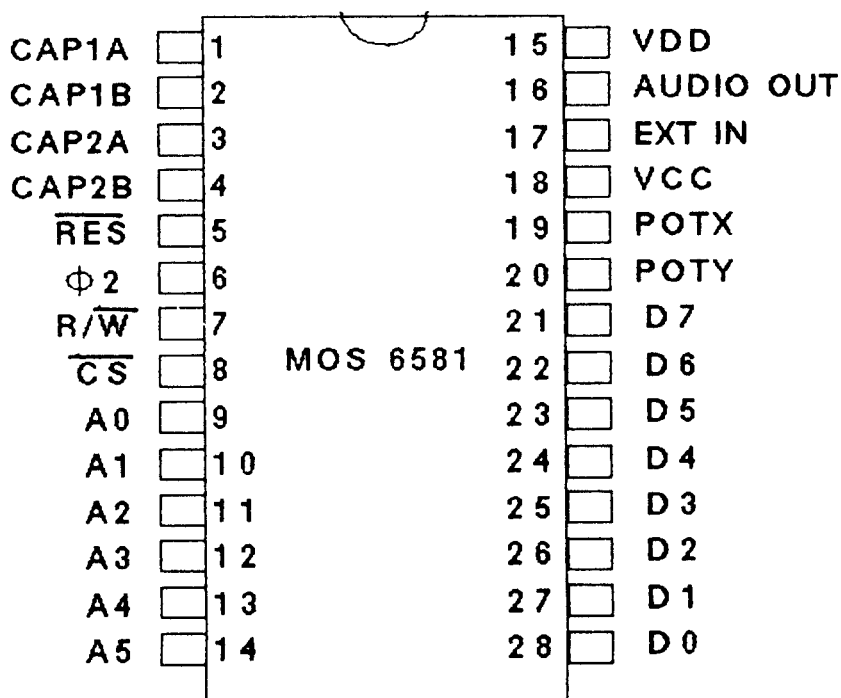 CAP1A 1 15 VDD
CAP1B 2 16 AUDIO OUT
CAP2A 3 17 EXT IN
CAP2B 4 18 VCC
R̅E̅S̅ 5 19 POTX
Φ2 6 20 POTY
R/W̅ 7 21 D7
C̅S̅ 8 MOS 6581 22 D6
A0 9 23 D5
A1 10 24 D4
A2 11 25 D3
A3 12 26 D2
A4 13 27 D1
A5 14 28 D0